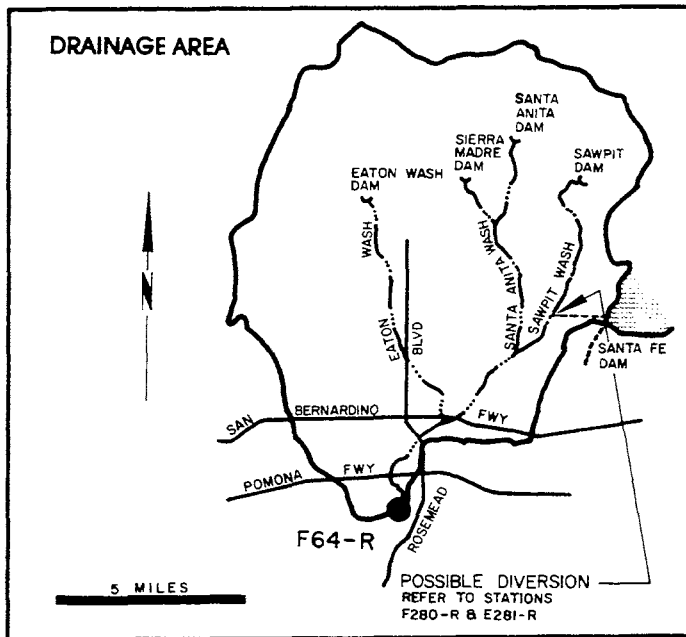 DRAINAGE AREA
SANTA
ANITA
DAM
SIERRA
MADRE
DAM
SAWPIT
DAM
EATON WASH
DAM
WASH
EATON
BLVD
SANTA ANITA WASH
SAWPIT WASH
N
SANTA FE
DAM
SAN BERNARDINO FWY
POMONA FWY
ROSEMEAD
F64-R
5 MILES
POSSIBLE DIVERSION
REFER TO STATIONS
F280-R & E281-R